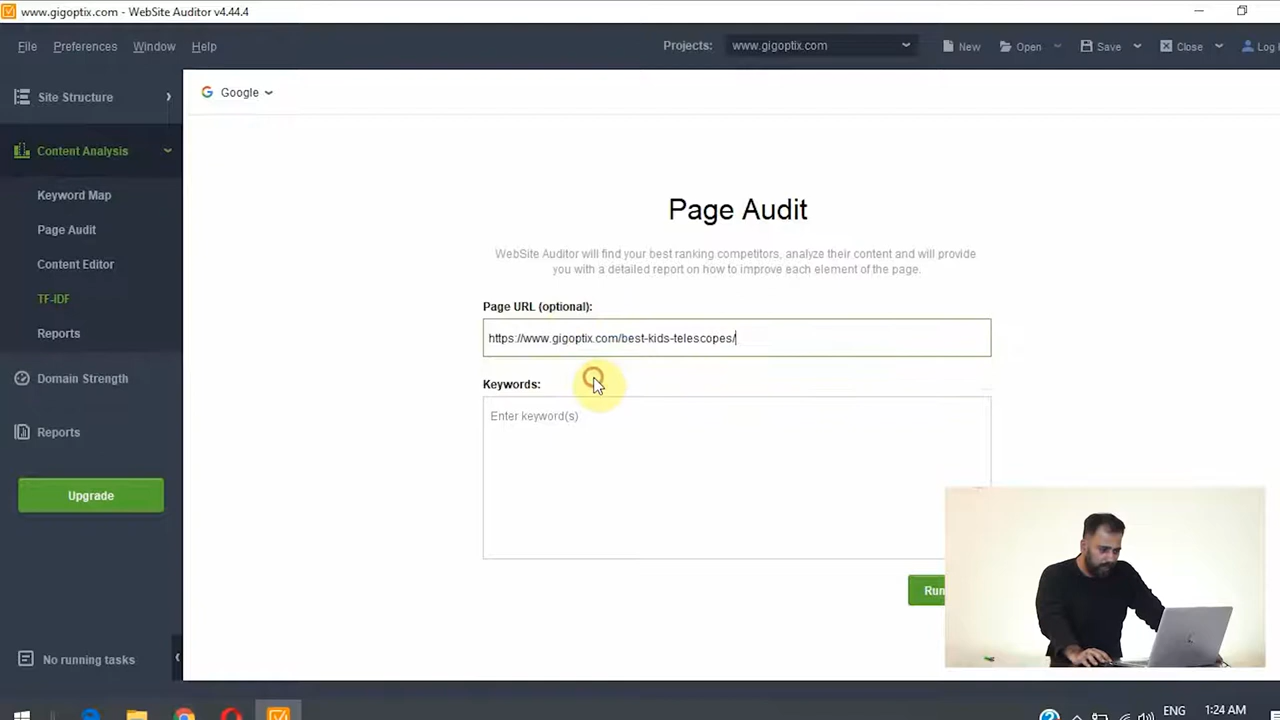 www.gigoptix.com - WebSite Auditor v4.44.4
File Preferences Window Help Projects: www.gigoptix.com New Open Save Close Log
Site Structure
Google
Content Analysis
Keyword Map
Page Audit
Content Editor
TF-IDF
Reports
Domain Strength
Reports
Upgrade
No running tasks
Page Audit
WebSite Auditor will find your best ranking competitors, analyze their content and will provide
you with a detailed report on how to improve each element of the page.
Page URL (optional):
https://www.gigoptix.com/best-kids-telescopes/
Keywords:
Enter keyword(s)
Run
ENG 1:24 AM